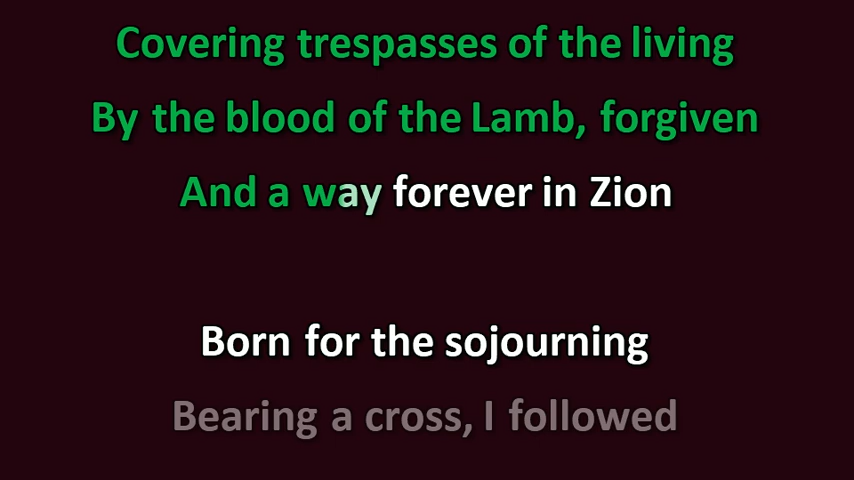 Covering trespasses of the living
By the blood of the Lamb, forgiven
And a way forever in Zion
Born for the sojourning
Bearing a cross, I followed